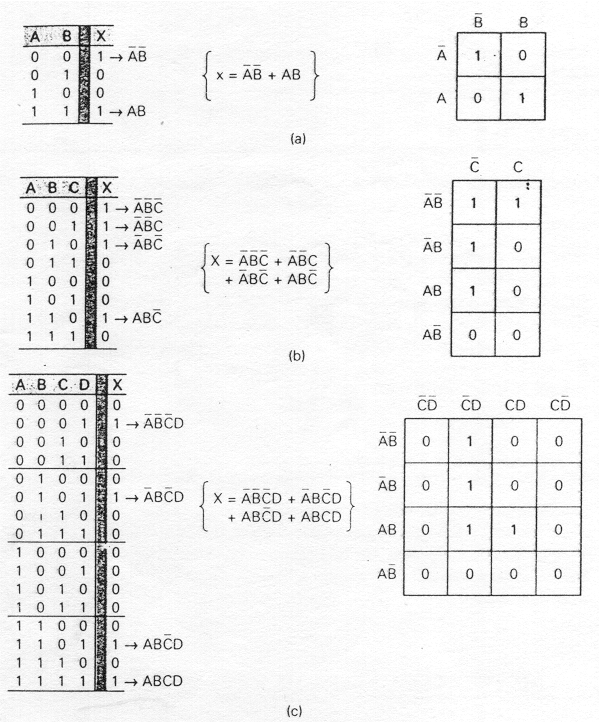 B̅ B
A B X
0 0 1 → A̅B̅
0 1 0
1 0 0
1 1 1 → AB
{ x = A̅B̅ + AB }
A̅ 1 0
A 0 1
(a)
C̅ C
A B C X
0 0 0 1 → A̅B̅C̅
0 0 1 1 → A̅B̅C
0 1 0 1 → A̅BC̅
0 1 1 0
1 0 0 0
1 0 1 0
1 1 0 1 → ABC̅
1 1 1 0
{ X = A̅B̅C̅ + A̅B̅C
+ A̅BC̅ + ABC̅ }
A̅B̅ 1 1
A̅B 1 0
AB 1 0
AB̅ 0 0
(b)
A B C D X
0 0 0 0 0
0 0 0 1 1 → A̅B̅C̅D
0 0 1 0 0
0 0 1 1 0
0 1 0 0 0
0 1 0 1 1 → A̅BC̅D
0 1 1 0 0
0 1 1 1 0
1 0 0 0 0
1 0 0 1 0
1 0 1 0 0
1 0 1 1 0
1 1 0 0 0
1 1 0 1 1 → ABC̅D
1 1 1 0 0
1 1 1 1 1 → ABCD
{ X = A̅B̅C̅D + A̅BC̅D
+ ABC̅D + ABCD }
C̅D̅ C̅D CD CD̅
A̅B̅ 0 1 0 0
A̅B 0 1 0 0
AB 0 1 1 0
AB̅ 0 0 0 0
(c)